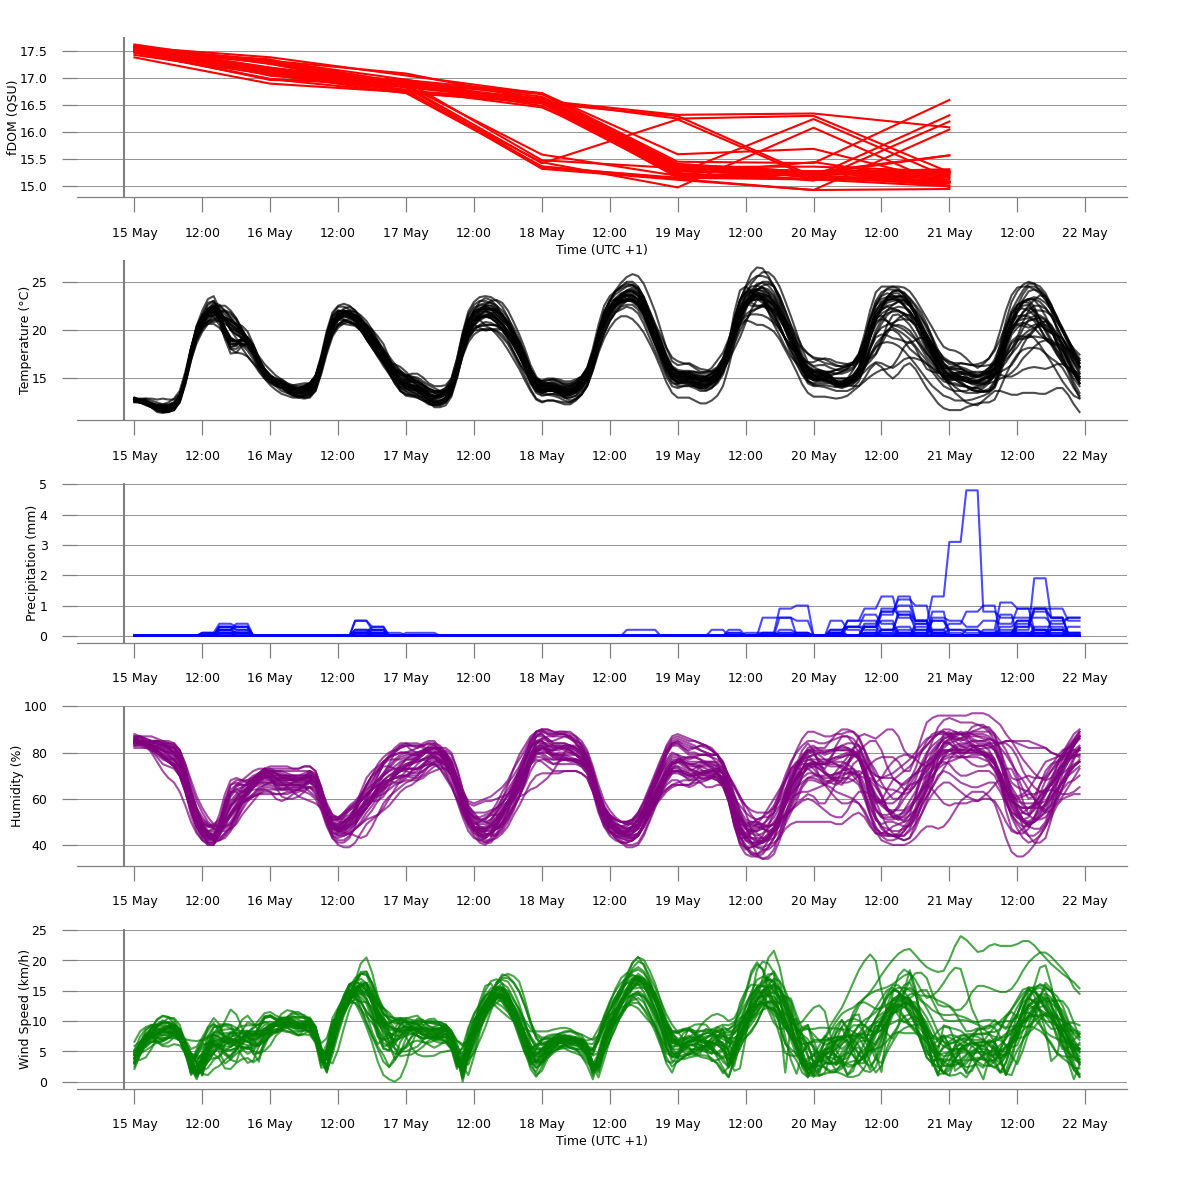 17.5
17.0
16.5
16.0
15.5
15.0
fDOM (QSU)
15 May 12:00 16 May 12:00 17 May 12:00 18 May 12:00 19 May 12:00 20 May 12:00 21 May 12:00 22 May
Time (UTC +1)
25
20
15
Temperature (°C)
15 May 12:00 16 May 12:00 17 May 12:00 18 May 12:00 19 May 12:00 20 May 12:00 21 May 12:00 22 May
5
4
3
2
1
0
Precipitation (mm)
15 May 12:00 16 May 12:00 17 May 12:00 18 May 12:00 19 May 12:00 20 May 12:00 21 May 12:00 22 May
100
80
60
40
Humidity (%)
15 May 12:00 16 May 12:00 17 May 12:00 18 May 12:00 19 May 12:00 20 May 12:00 21 May 12:00 22 May
25
20
15
10
5
0
Wind Speed (km/h)
15 May 12:00 16 May 12:00 17 May 12:00 18 May 12:00 19 May 12:00 20 May 12:00 21 May 12:00 22 May
Time (UTC +1)